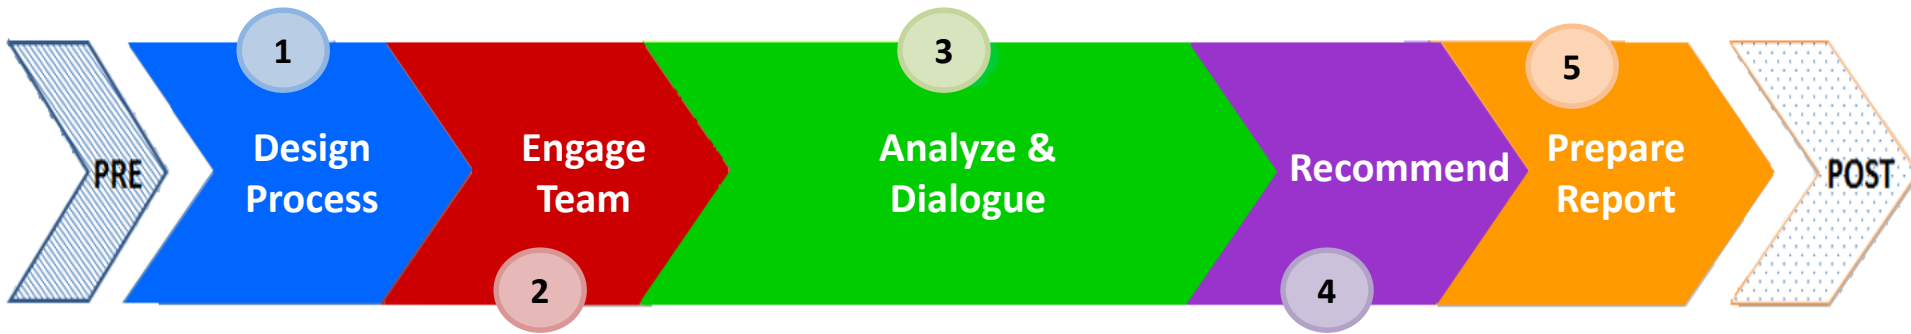 PRE
1
Design
Process
2
Engage
Team
3
Analyze &
Dialogue
4
Recommend
5
Prepare
Report
POST